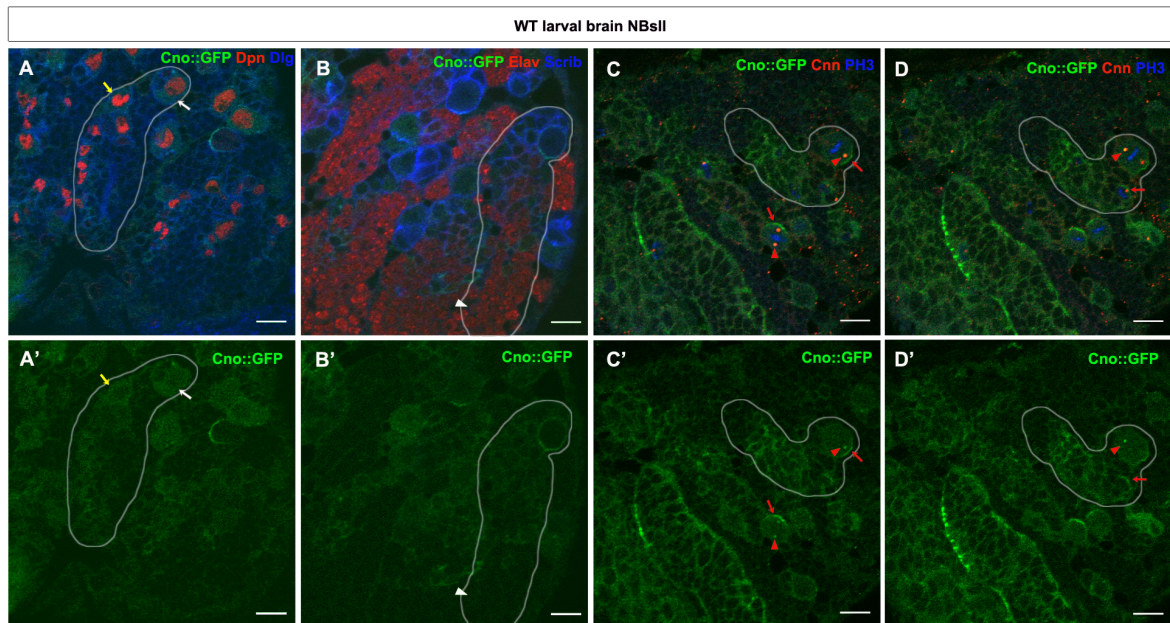 WT larval brain NBsII
A Cno::GFP Dpn Dlg
B Cno::GFP Elav Scrib
C Cno::GFP Cnn PH3
D Cno::GFP Cnn PH3
A' Cno::GFP
B' Cno::GFP
C' Cno::GFP
D' Cno::GFP